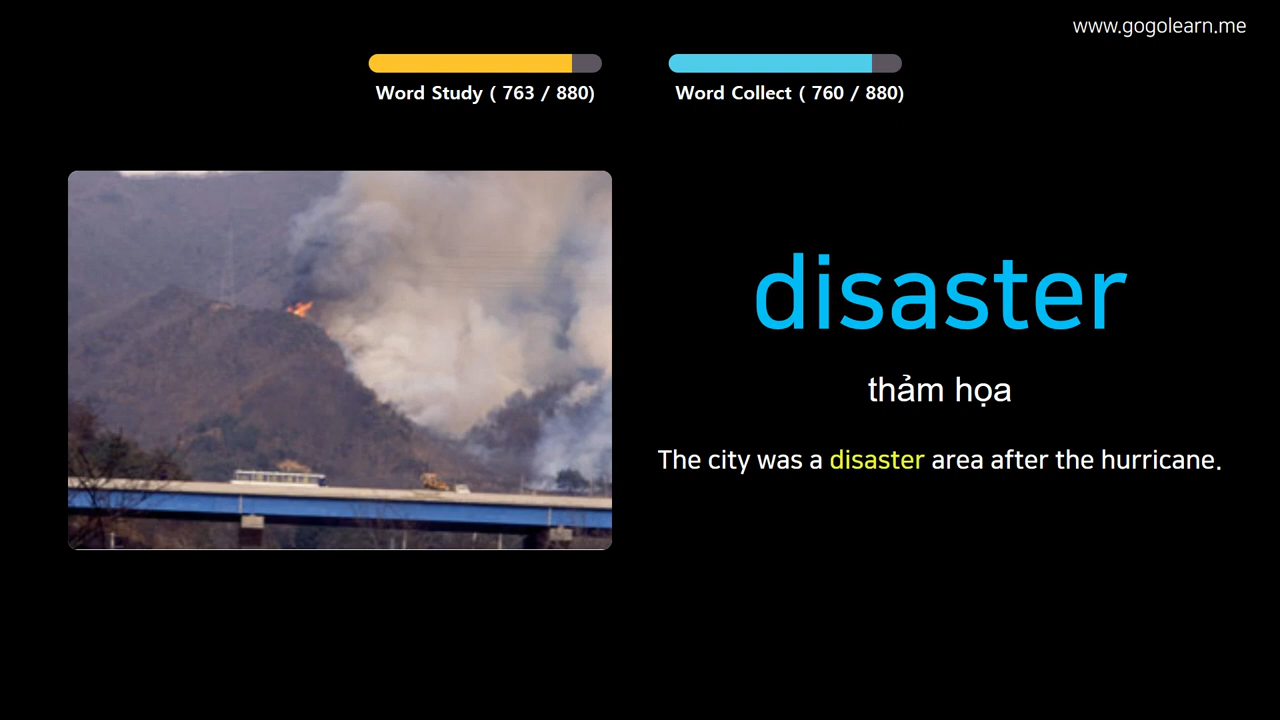 www.gogolearn.me
Word Study ( 763 / 880)
Word Collect ( 760 / 880)
disaster
thảm họa
The city was a disaster area after the hurricane.